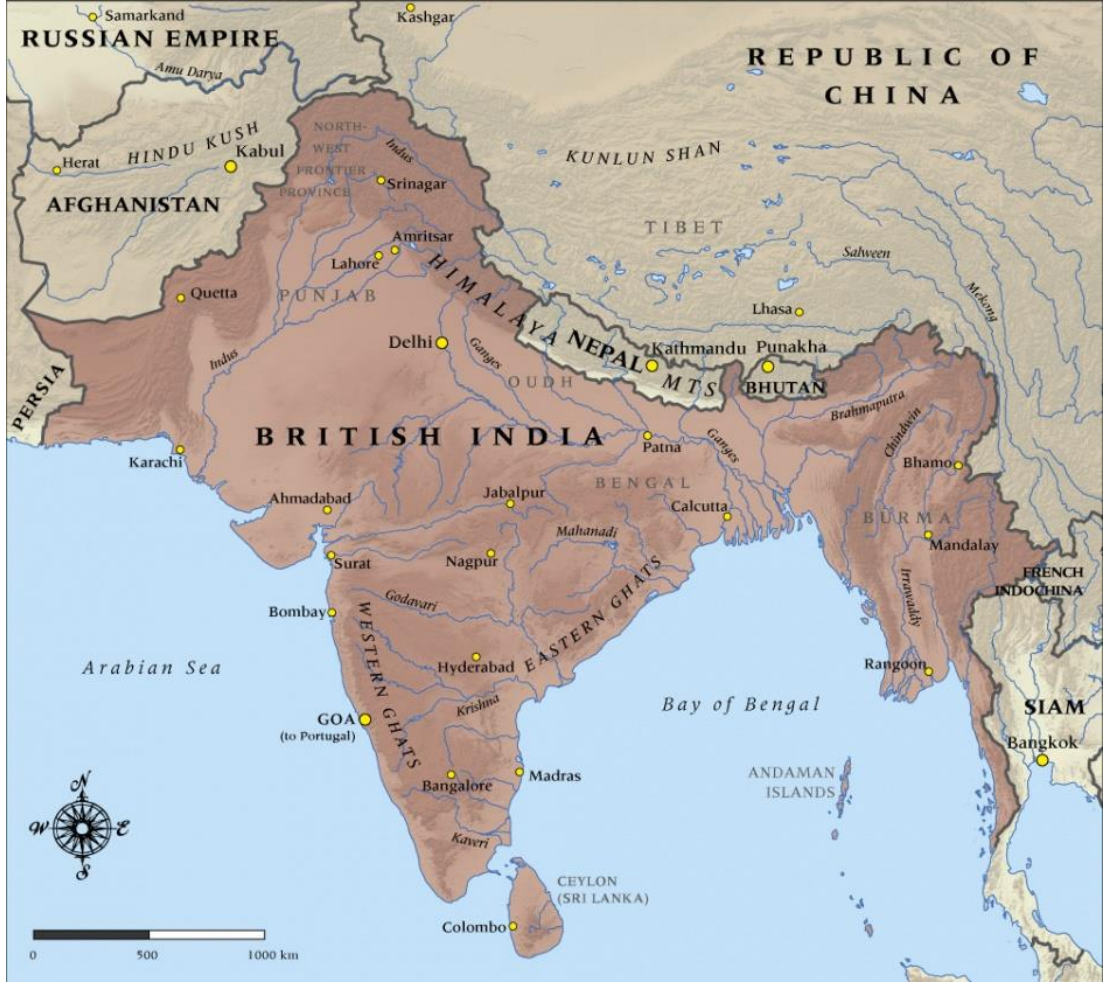 Samarkand
Kashgar
RUSSIAN EMPIRE
REPUBLIC OF
CHINA
Amu Darya
HINDU KUSH
Herat
Kabul
NORTH-
WEST
FRONTIER
PROVINCE
Indus
Srinagar
KUNLUN SHAN
AFGHANISTAN
TIBET
Amritsar
Lahore
Salween
Mekong
Quetta
PUNJAB
HIMALAYA
MTS
Lhasa
Indus
Delhi
Ganges
NEPAL
Kathmandu
Punakha
BHUTAN
OUDH
PERSIA
Brahmaputra
Chindwin
BRITISH INDIA
Patna
Ganges
Karachi
Bhamo
Ahmadabad
Jabalpur
BENGAL
Calcutta
BURMA
Mahanadi
Mandalay
Surat
Nagpur
FRENCH
INDOCHINA
Irrawaddy
Bombay
Godavari
WESTERN GHATS
EASTERN GHATS
Arabian Sea
Hyderabad
Rangoon
Krishna
Bay of Bengal
SIAM
GOA
(to Portugal)
Bangkok
Bangalore
Madras
ANDAMAN
ISLANDS
N
W
E
S
Kaveri
CEYLON
(SRI LANKA)
Colombo
0
500
1000 km